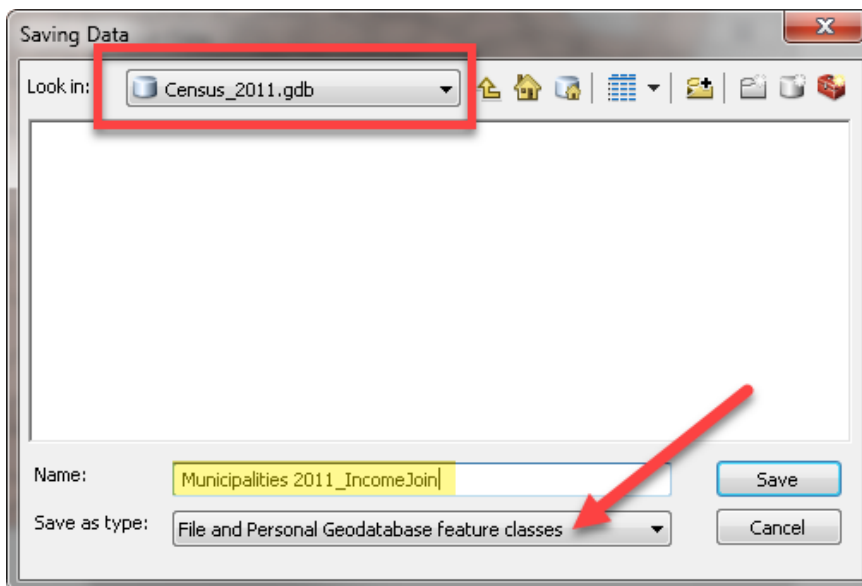 Saving Data
Look in: Census_2011.gdb
Name: Municipalities 2011_IncomeJoin
Save
Save as type: File and Personal Geodatabase feature classes
Cancel